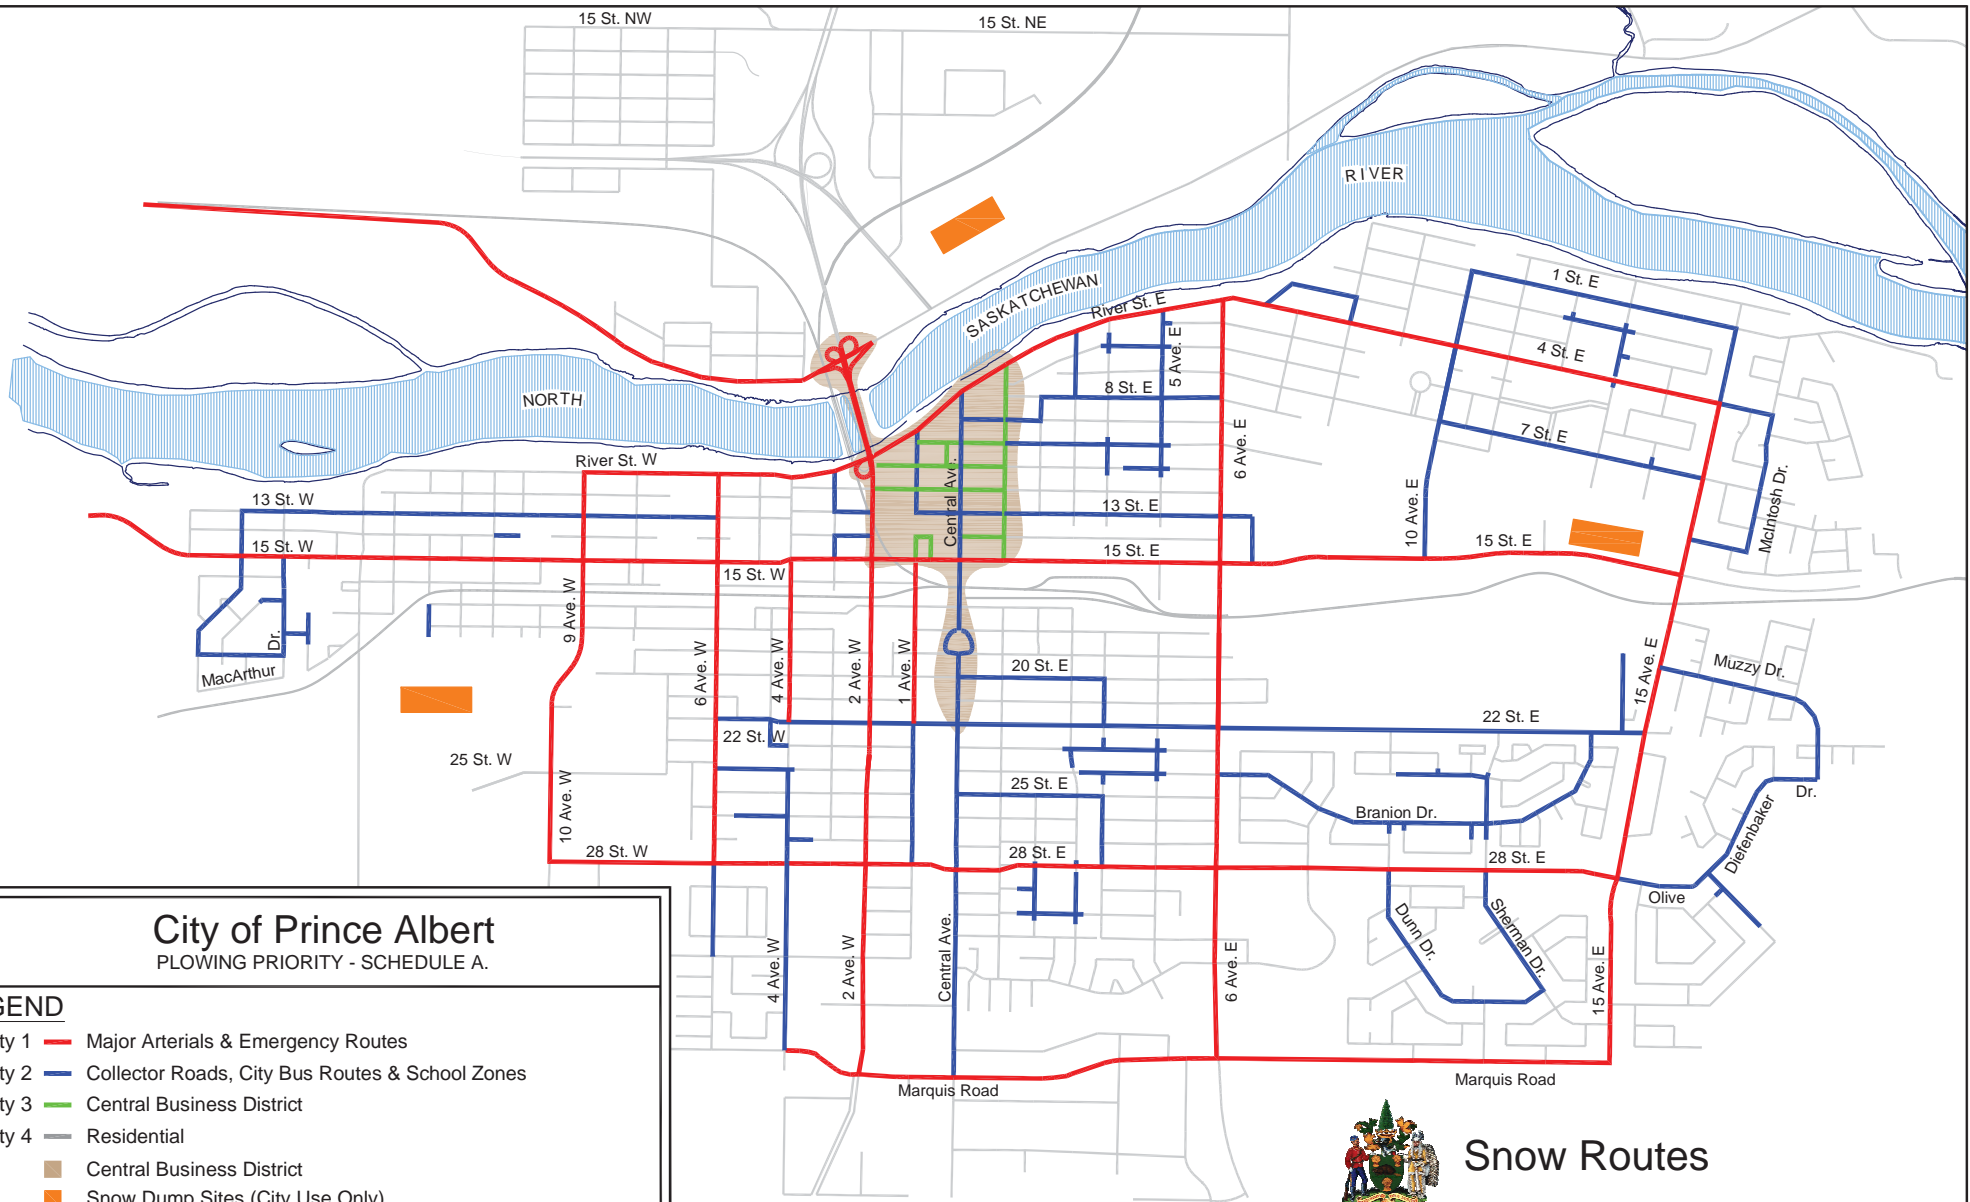 15 St. NW
15 St. NE
RIVER
SASKATCHEWAN
River St. E
1 St. E
5 Ave. E
4 St. E
8 St. E
NORTH
7 St. E
6 Ave. E
River St. W
Central Ave.
10 Ave. E
McIntosh Dr.
13 St. W
13 St. E
15 St. W
15 St. E
15 St. E
15 St. W
9 Ave. W
Dr.
MacArthur
6 Ave. W
4 Ave. W
2 Ave. W
1 Ave. W
20 St. E
15 Ave. E
Muzzy Dr.
22 St. W
22 St. E
25 St. W
10 Ave. W
25 St. E
Branion Dr.
Dr.
Diefenbaker
28 St. W
28 St. E
28 St. E
Olive
Dunn Dr.
Sherman Dr.
4 Ave. W
2 Ave. W
Central Ave.
6 Ave. E
15 Ave. E
Marquis Road
Marquis Road
City of Prince Albert
PLOWING PRIORITY - SCHEDULE A.
GEND
ty 1 Major Arterials & Emergency Routes
ty 2 Collector Roads, City Bus Routes & School Zones
ty 3 Central Business District
ty 4 Residential
Central Business District
Snow Dump Sites (City Use Only)
Snow Routes